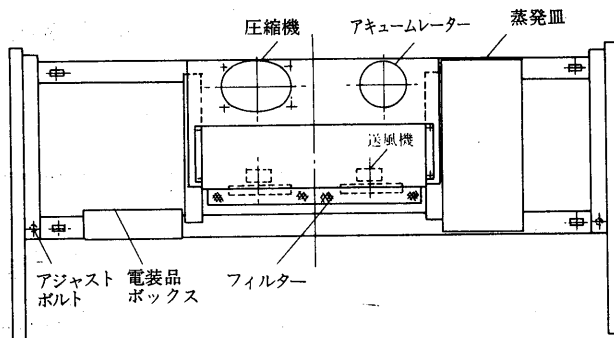 圧縮機
アキュームレーター
蒸発皿
送風機
アジャスト
ボルト
電装品
ボックス
フィルター